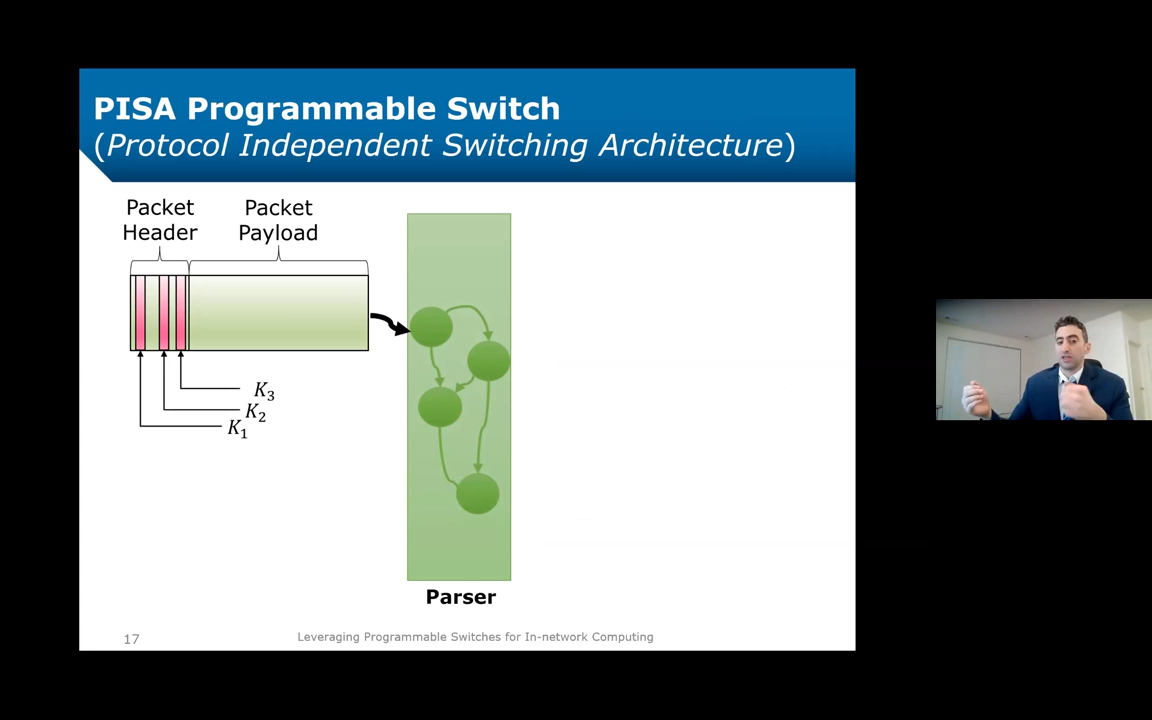 PISA Programmable Switch
(Protocol Independent Switching Architecture)
Packet Header
Packet Payload
K3
K2
K1
Parser
17
Leveraging Programmable Switches for In-network Computing